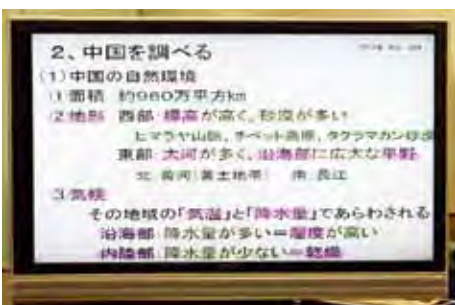 2、中国を調べる
(1)中国の自然環境
①面積 約960万平方km
②地形 西部:標高が高く、砂漠が多い
ヒマラヤ山脈、チベット高原、タクラマカン砂漠
東部:大河が多く、沿海部に広大な平野
北:黄河(黄土地帯) 南:長江
③気候
その地域の「気温」と「降水量」であらわされる
沿海部:降水量が多い=湿度が高い
内陸部:降水量が少ない=乾燥